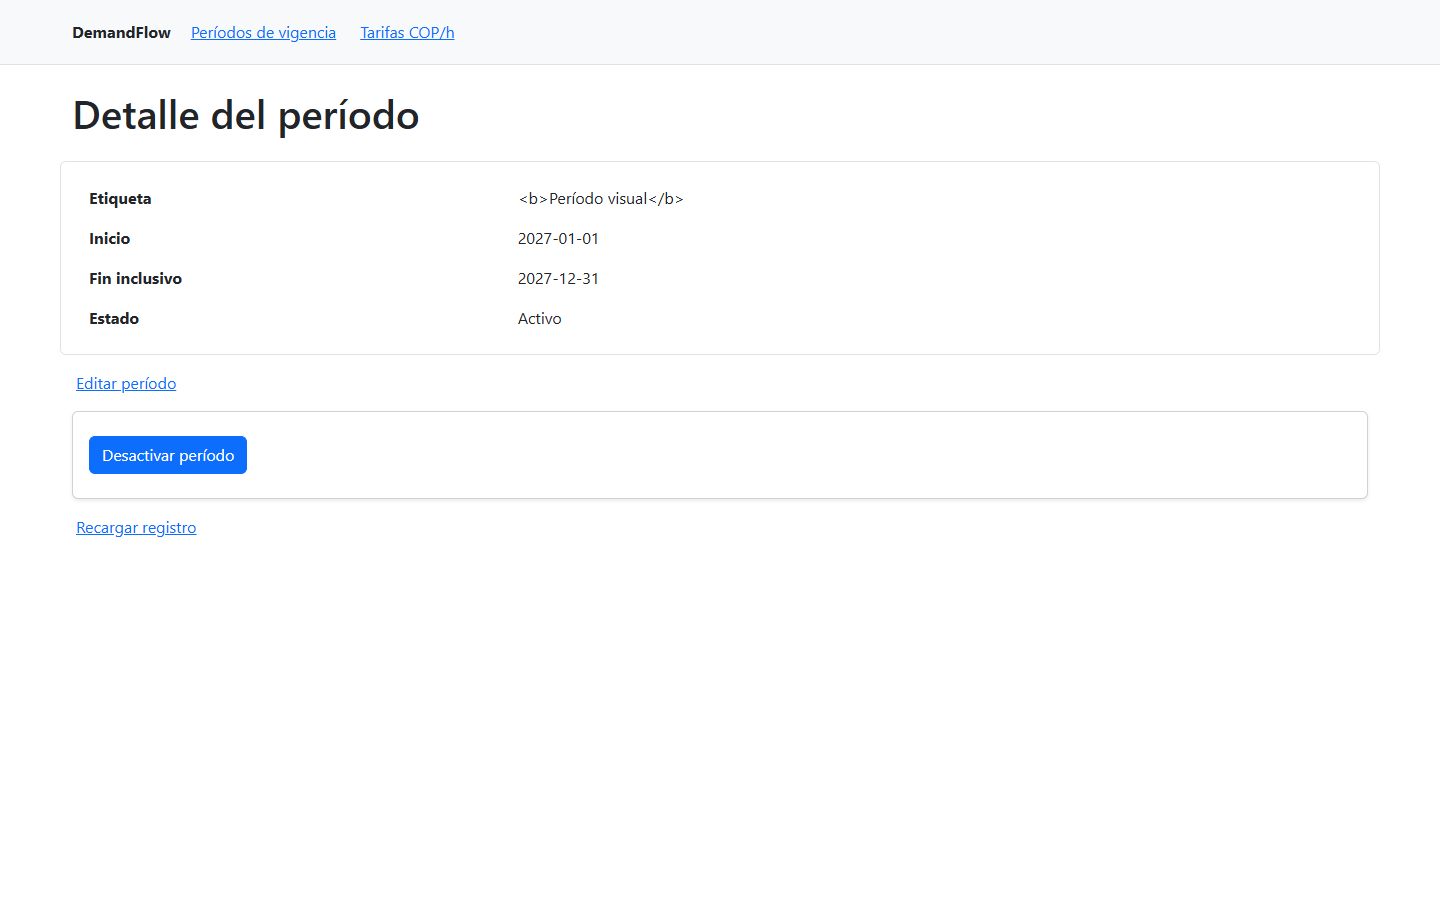 DemandFlow Períodos de vigencia Tarifas COP/h
Detalle del período
Etiqueta <b>Período visual</b>
Inicio 2027-01-01
Fin inclusivo 2027-12-31
Estado Activo
Editar período
Desactivar período
Recargar registro